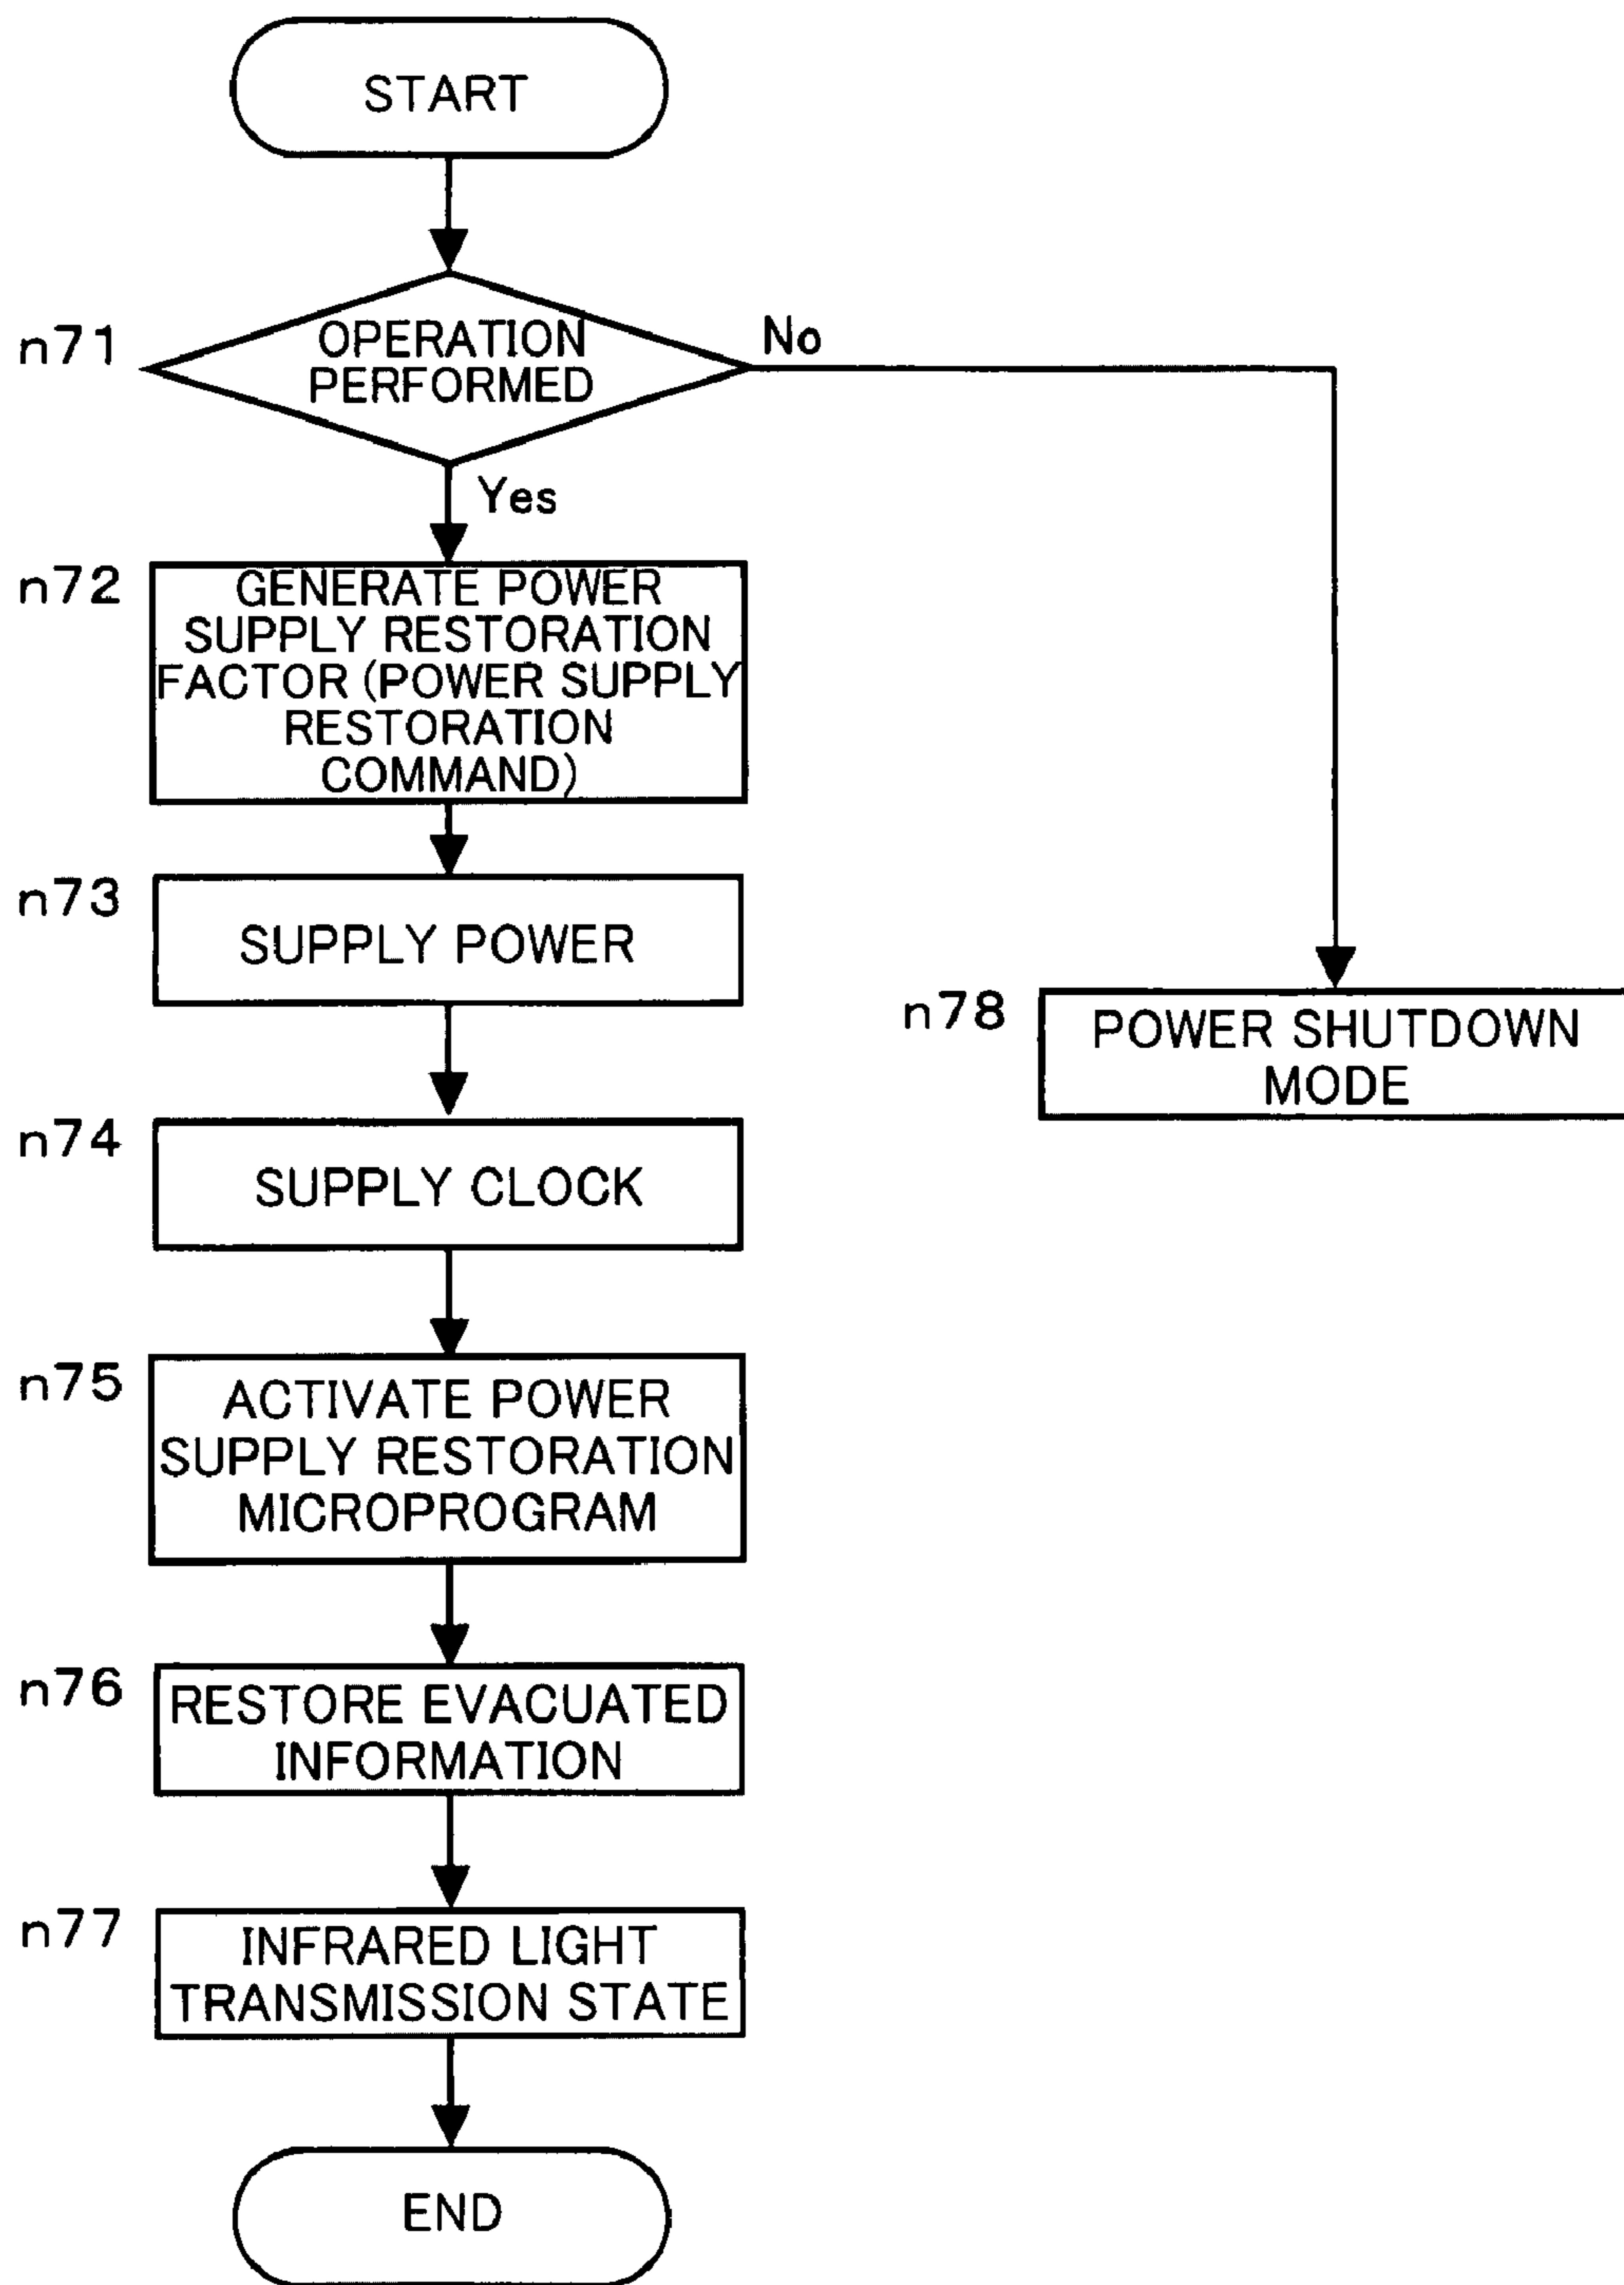 START
n71
OPERATION
PERFORMED
No
Yes
n72
GENERATE POWER
SUPPLY RESTORATION
FACTOR (POWER SUPPLY
RESTORATION
COMMAND)
n73
SUPPLY POWER
n78
POWER SHUTDOWN
MODE
n74
SUPPLY CLOCK
n75
ACTIVATE POWER
SUPPLY RESTORATION
MICROPROGRAM
n76
RESTORE EVACUATED
INFORMATION
n77
INFRARED LIGHT
TRANSMISSION STATE
END